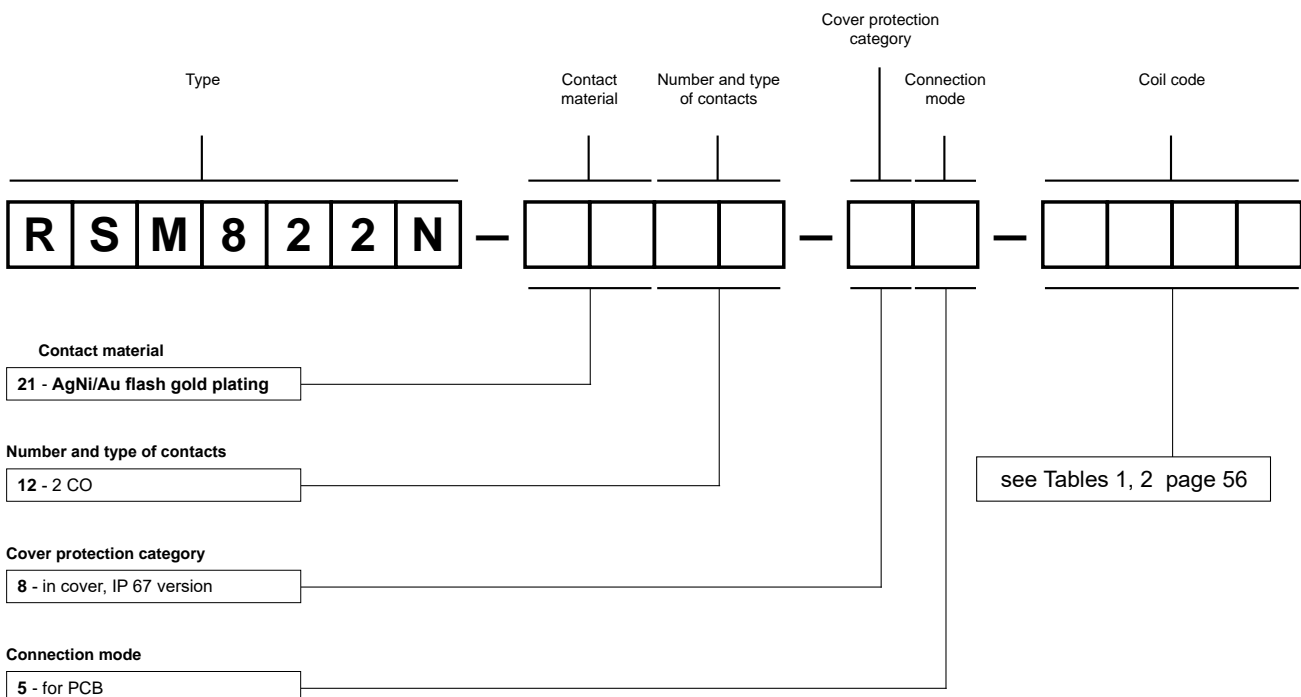 Cover protection
category
Type
Contact
material
Number and type
of contacts
Connection
mode
Coil code
R S M 8 2 2 N – –  –
Contact material
21 - AgNi/Au flash gold plating
Number and type of contacts
12 - 2 CO
see Tables 1, 2 page 56
Cover protection category
8 - in cover, IP 67 version
Connection mode
5 - for PCB